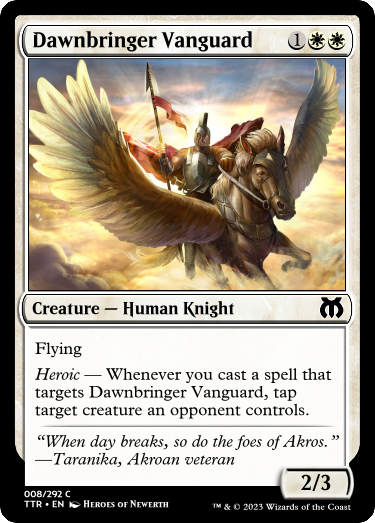 Dawnbringer Vanguard 1
Creature — Human Knight
Flying
Heroic — Whenever you cast a spell that
targets Dawnbringer Vanguard, tap
target creature an opponent controls.
“When day breaks, so do the foes of Akros.”
—Taranika, Akroan veteran
2/3
008/292 C
TTR • EN Heroes of Newerth
™ & © 2023 Wizards of the Coast